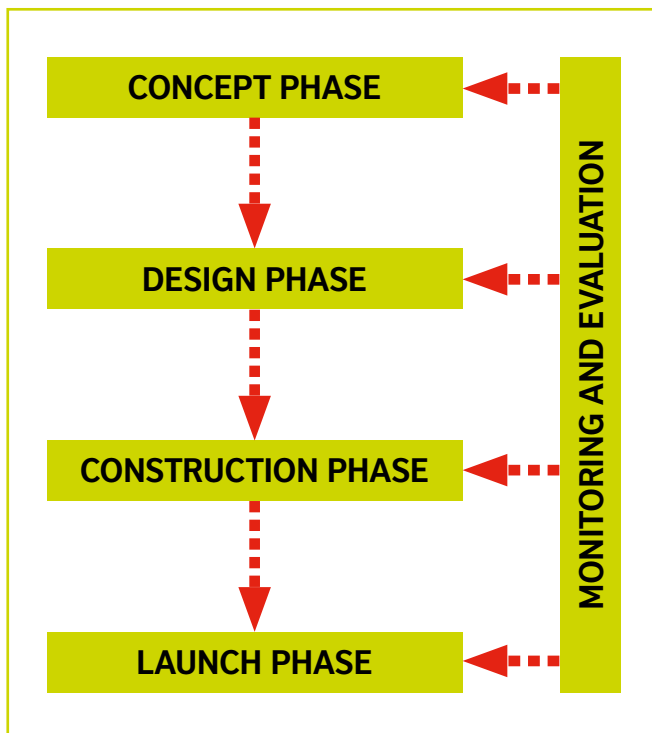 CONCEPT PHASE
DESIGN PHASE
CONSTRUCTION PHASE
LAUNCH PHASE
MONITORING AND EVALUATION